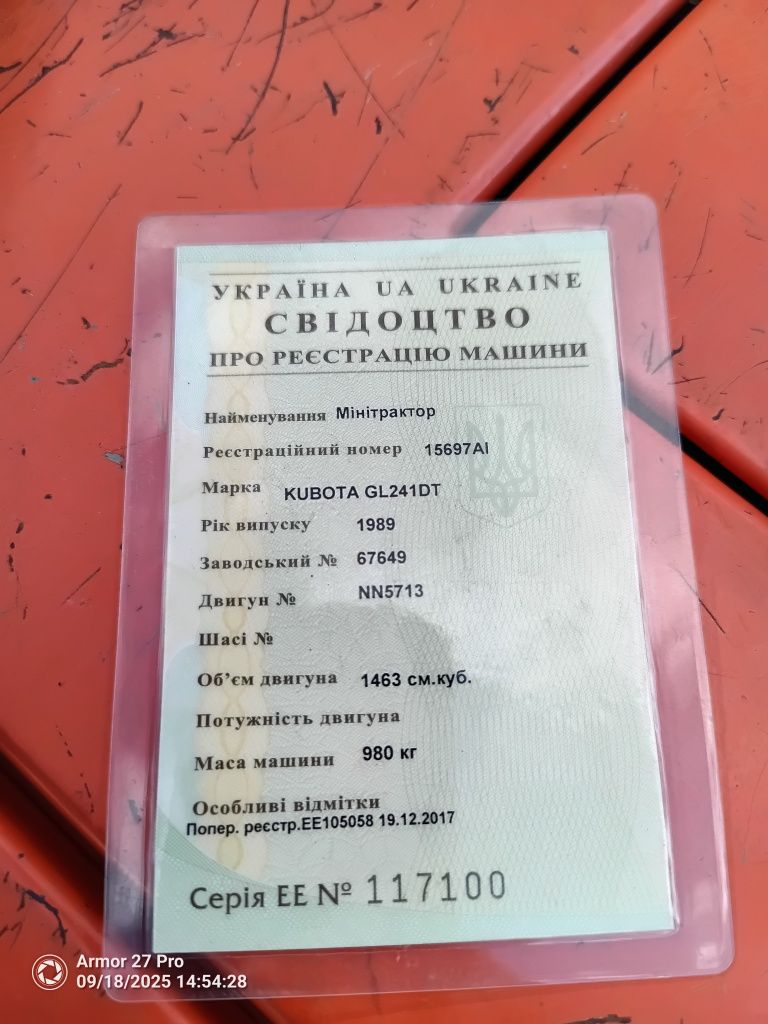 УКРАЇНА UA UKRAINE
СВІДОЦТВО
ПРО РЕЄСТРАЦІЮ МАШИНИ
Найменування Мінітрактор
Реєстраційний номер 15697АІ
Марка KUBOTA GL241DT
Рік випуску 1989
Заводський № 67649
Двигун № NN5713
Шасі №
Об’єм двигуна 1463 см.куб.
Потужність двигуна
Маса машини 980 кг
Особливі відмітки
Попер. реєстр.ЕЕ105058 19.12.2017
Серія ЕЕ № 117100
Armor 27 Pro
09/18/2025 14:54:28